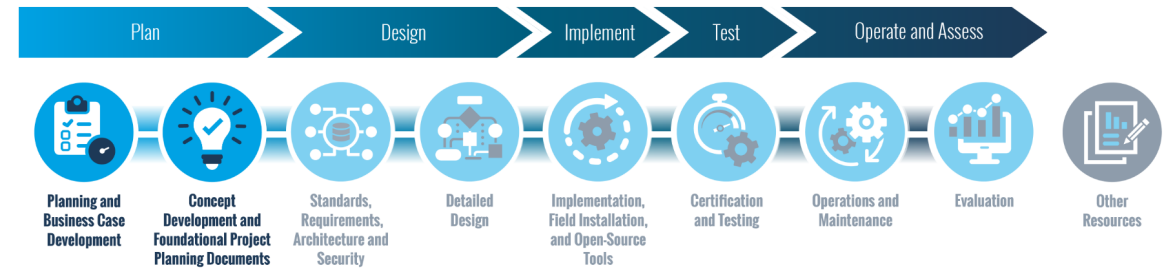 Plan
Design
Implement
Test
Operate and Assess
Planning and
Business Case
Development
Concept
Development and
Foundational Project
Planning Documents
Standards,
Requirements,
Architecture and
Security
Detailed
Design
Implementation,
Field Installation,
and Open-Source
Tools
Certification
and Testing
Operations and
Maintenance
Evaluation
Other
Resources